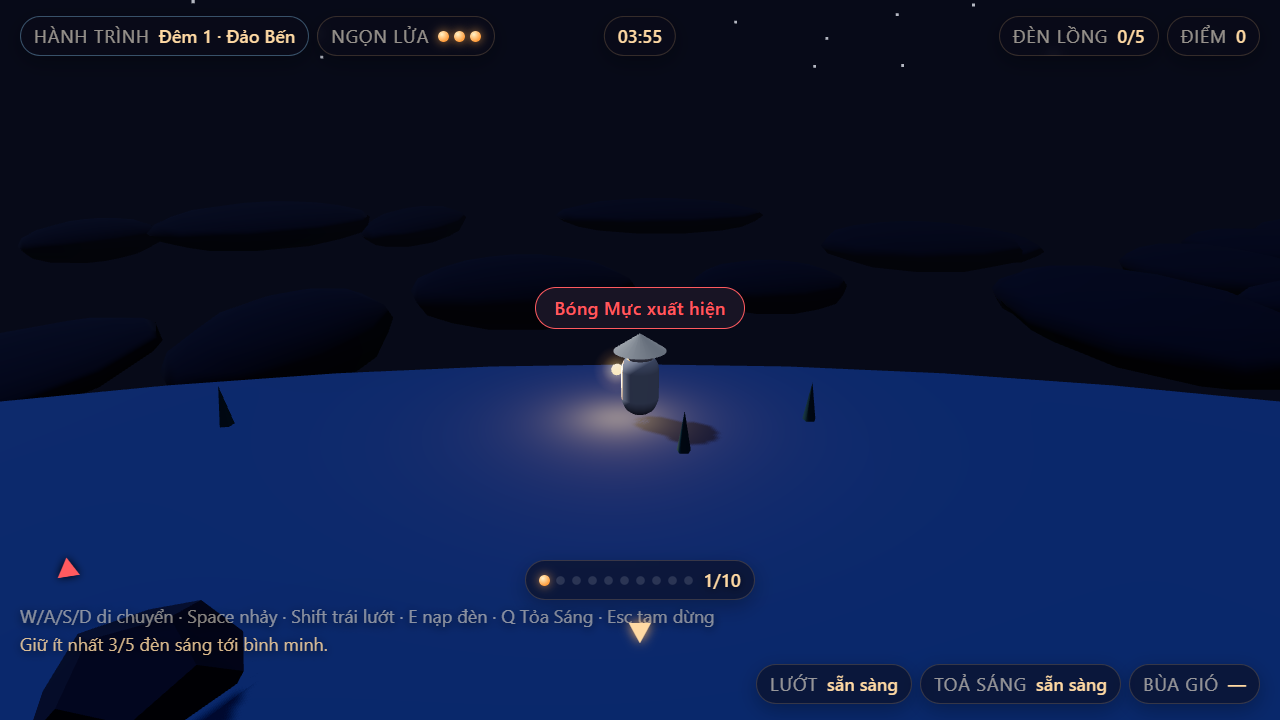 HÀNH TRÌNH Đêm 1 · Đảo Bến
NGỌN LỬA
03:55
ĐÈN LỒNG 0/5
ĐIỂM 0
Bóng Mực xuất hiện
1/10
W/A/S/D di chuyển · Space nhảy · Shift trái lướt · E nạp đèn · Q Tỏa Sáng · Esc tạm dừng
Giữ ít nhất 3/5 đèn sáng tới bình minh.
LƯỚT sẵn sàng
TOẢ SÁNG sẵn sàng
BÙA GIÓ —